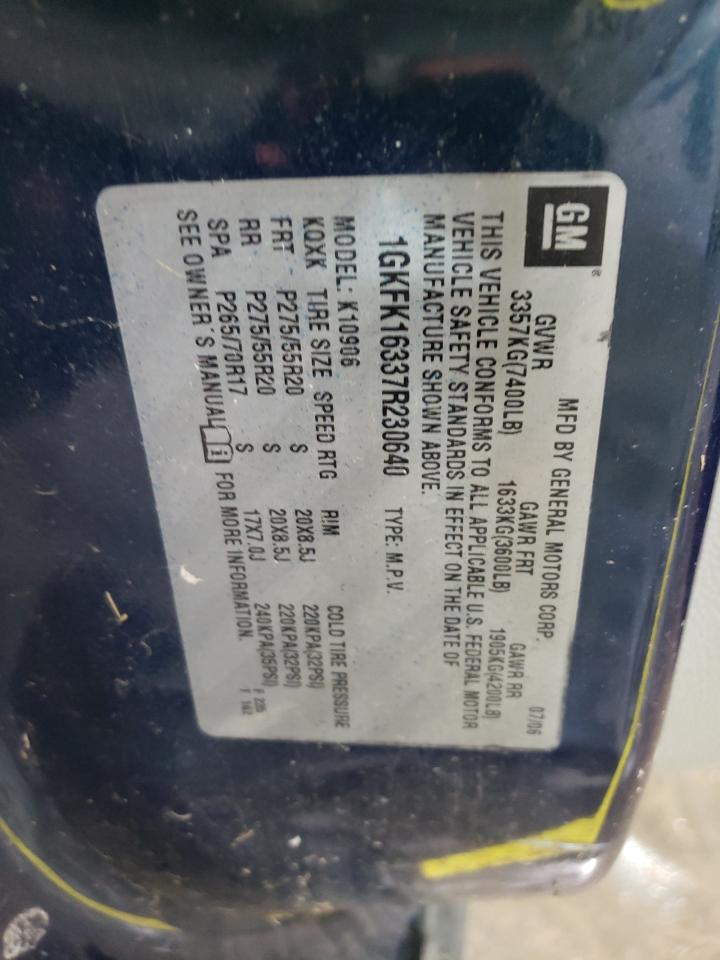 GM®
MFD BY GENERAL MOTORS CORP. 07/06
GVWR GAWR FRT GAWR RR
3357KG(7400LB) 1633KG(3600LB) 1905KG(4200LB)
THIS VEHICLE CONFORMS TO ALL APPLICABLE U.S. FEDERAL MOTOR
VEHICLE SAFETY STANDARDS IN EFFECT ON THE DATE OF
MANUFACTURE SHOWN ABOVE.
1GKFK16337R230640 TYPE: M.P.V.
MODEL: K10906
KQXK TIRE SIZE SPEED RTG RIM COLD TIRE PRESSURE
FRT P275/55R20 S 20X8.5J 220KPA(32PSI)
RR P275/55R20 S 20X8.5J 220KPA(32PSI)
SPA P265/70R17 S 17X7.0J 240KPA(35PSI)
SEE OWNER'S MANUAL FOR MORE INFORMATION.